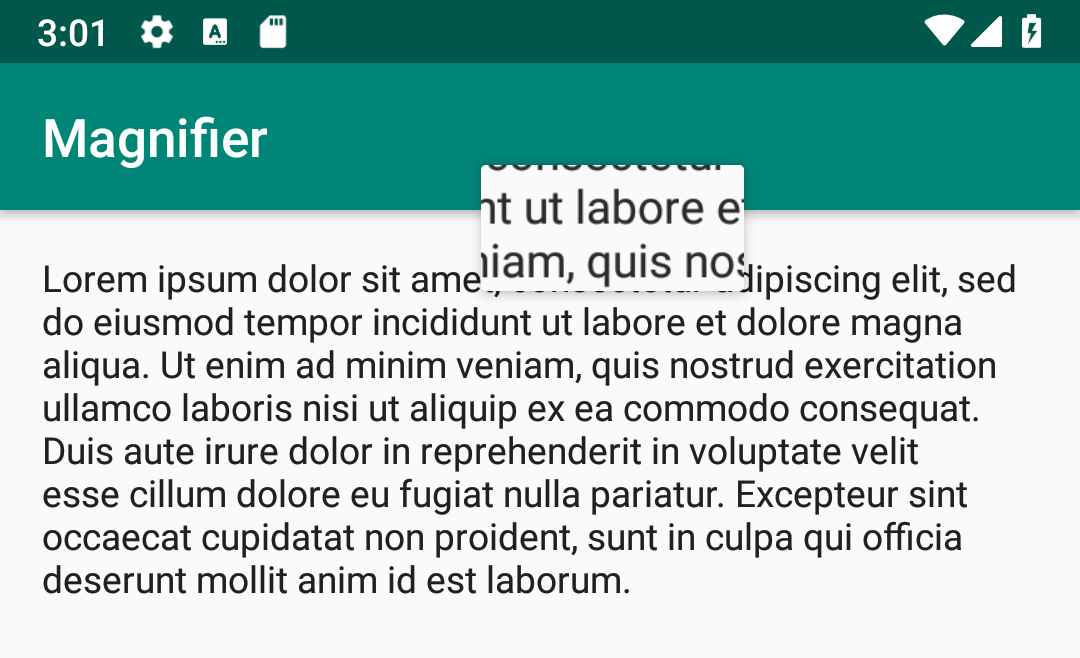 3:01
Magnifier
consectetur
nt ut labore et
niam, quis nos
Lorem ipsum dolor sit amet, consectetur adipiscing elit, sed
do eiusmod tempor incididunt ut labore et dolore magna
aliqua. Ut enim ad minim veniam, quis nostrud exercitation
ullamco laboris nisi ut aliquip ex ea commodo consequat.
Duis aute irure dolor in reprehenderit in voluptate velit
esse cillum dolore eu fugiat nulla pariatur. Excepteur sint
occaecat cupidatat non proident, sunt in culpa qui officia
deserunt mollit anim id est laborum.